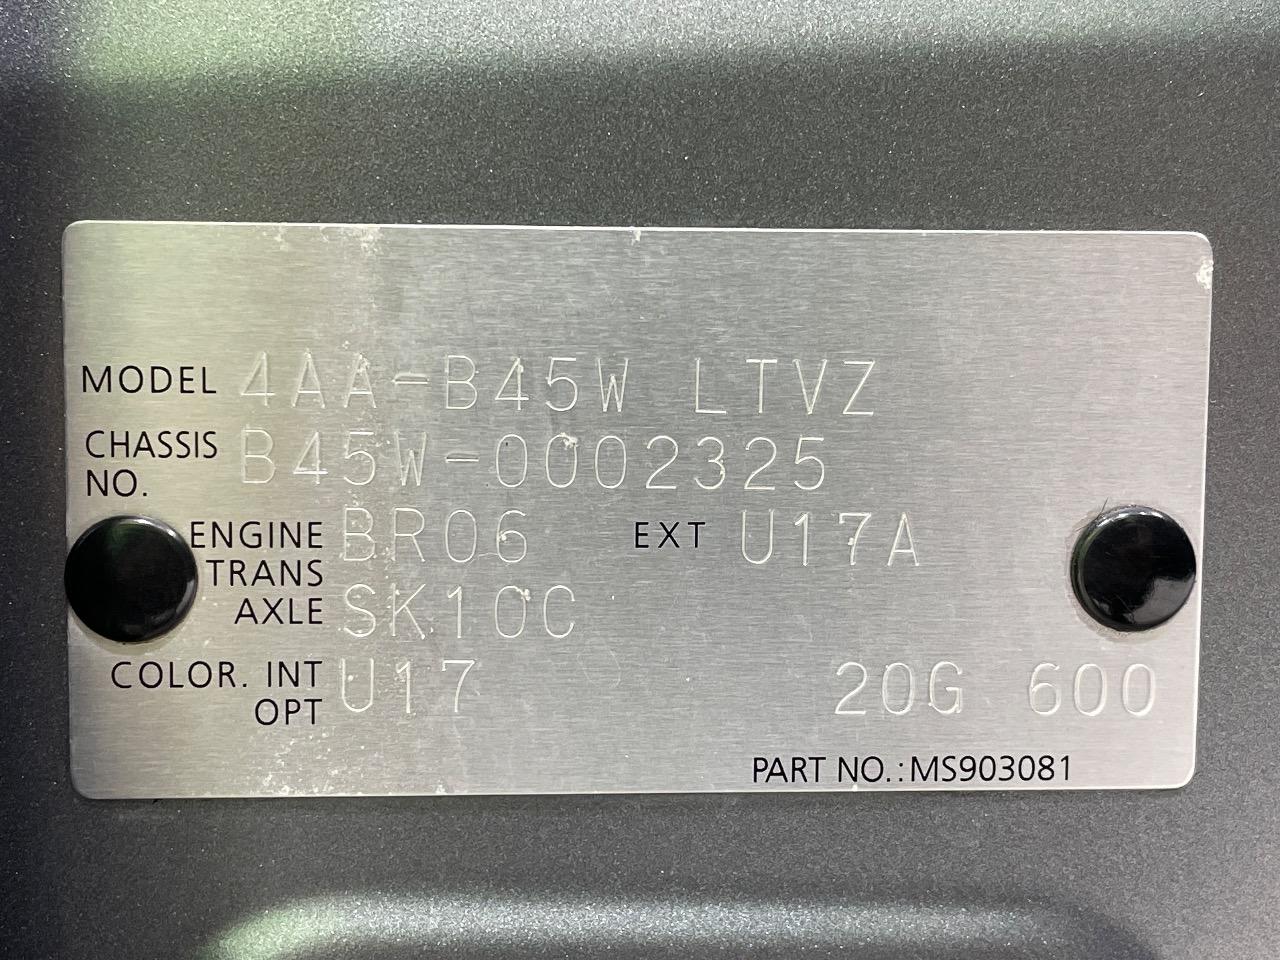 MODEL 4AA-B45W LTVZ
CHASSIS NO. B45W-0002325
ENGINE BR06 EXT U17A
TRANS AXLE SK10C
COLOR. INT U17
OPT 20G 600
PART NO.: MS903081